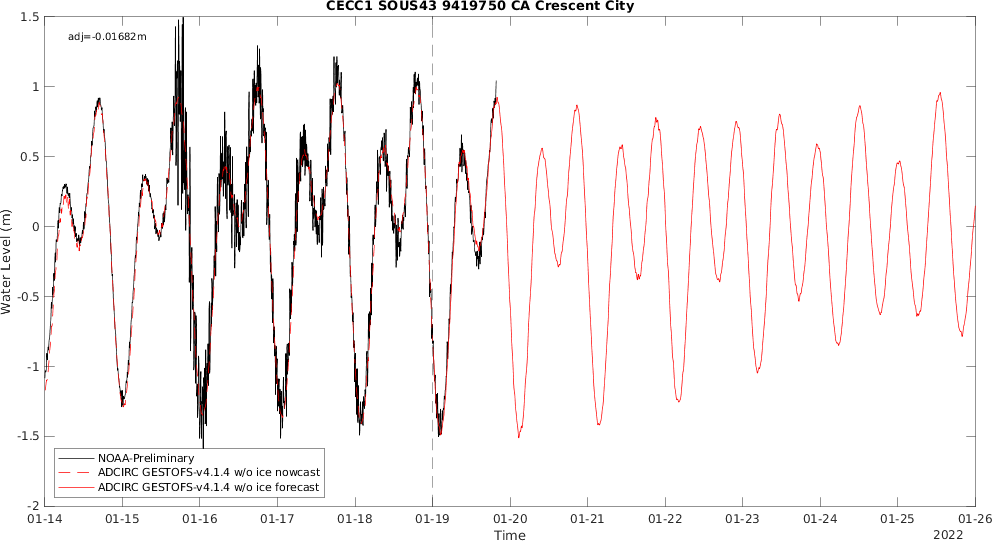 CECC1 SOUS43 9419750 CA Crescent City
adj=-0.01682m
1.5
1
0.5
0
-0.5
-1
-1.5
-2
Water Level (m)
NOAA-Preliminary
ADCIRC GESTOFS-v4.1.4 w/o ice nowcast
ADCIRC GESTOFS-v4.1.4 w/o ice forecast
01-14 01-15 01-16 01-17 01-18 01-19 01-20 01-21 01-22 01-23 01-24 01-25 01-26
Time
2022